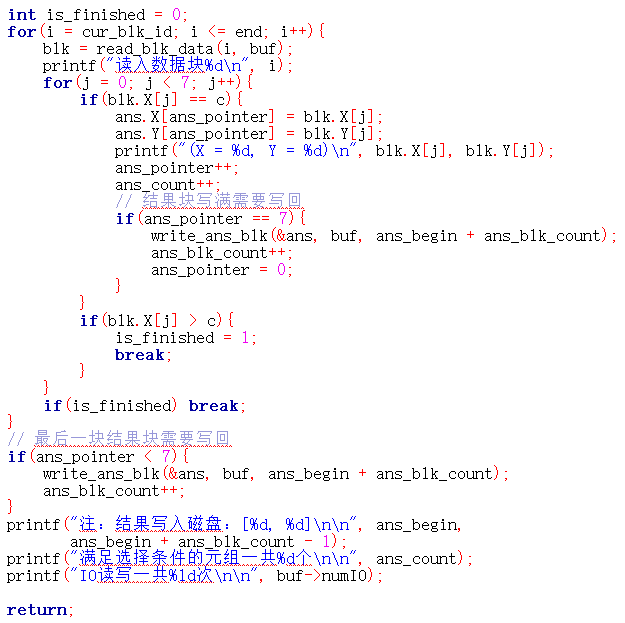 int is_finished = 0;
for(i = cur_blk_id; i <= end; i++){
    blk = read_blk_data(i, buf);
    printf("读入数据块%d\n", i);
    for(j = 0; j < 7; j++){
        if(blk.X[j] == c){
            ans.X[ans_pointer] = blk.X[j];
            ans.Y[ans_pointer] = blk.Y[j];
            printf("(X = %d, Y = %d)\n", blk.X[j], blk.Y[j]);
            ans_pointer++;
            ans_count++;
            // 结果块写满需要写回
            if(ans_pointer == 7){
                write_ans_blk(&ans, buf, ans_begin + ans_blk_count);
                ans_blk_count++;
                ans_pointer = 0;
            }
        }
        if(blk.X[j] > c){
            is_finished = 1;
            break;
        }
    }
    if(is_finished) break;
}
// 最后一块结果块需要写回
if(ans_pointer < 7){
    write_ans_blk(&ans, buf, ans_begin + ans_blk_count);
    ans_blk_count++;
}
printf("注：结果写入磁盘：[%d, %d]\n\n", ans_begin,
       ans_begin + ans_blk_count - 1);
printf("满足选择条件的元组一共%d个\n\n", ans_count);
printf("IO读写一共%ld次\n\n", buf->numIO);
return;